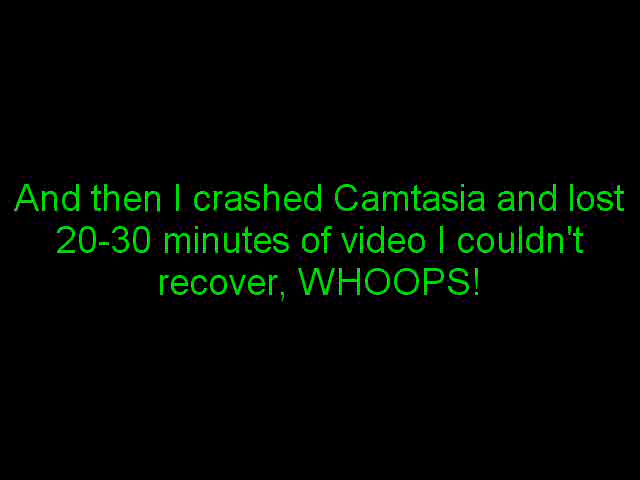 And then I crashed Camtasia and lost
20-30 minutes of video I couldn't
recover, WHOOPS!